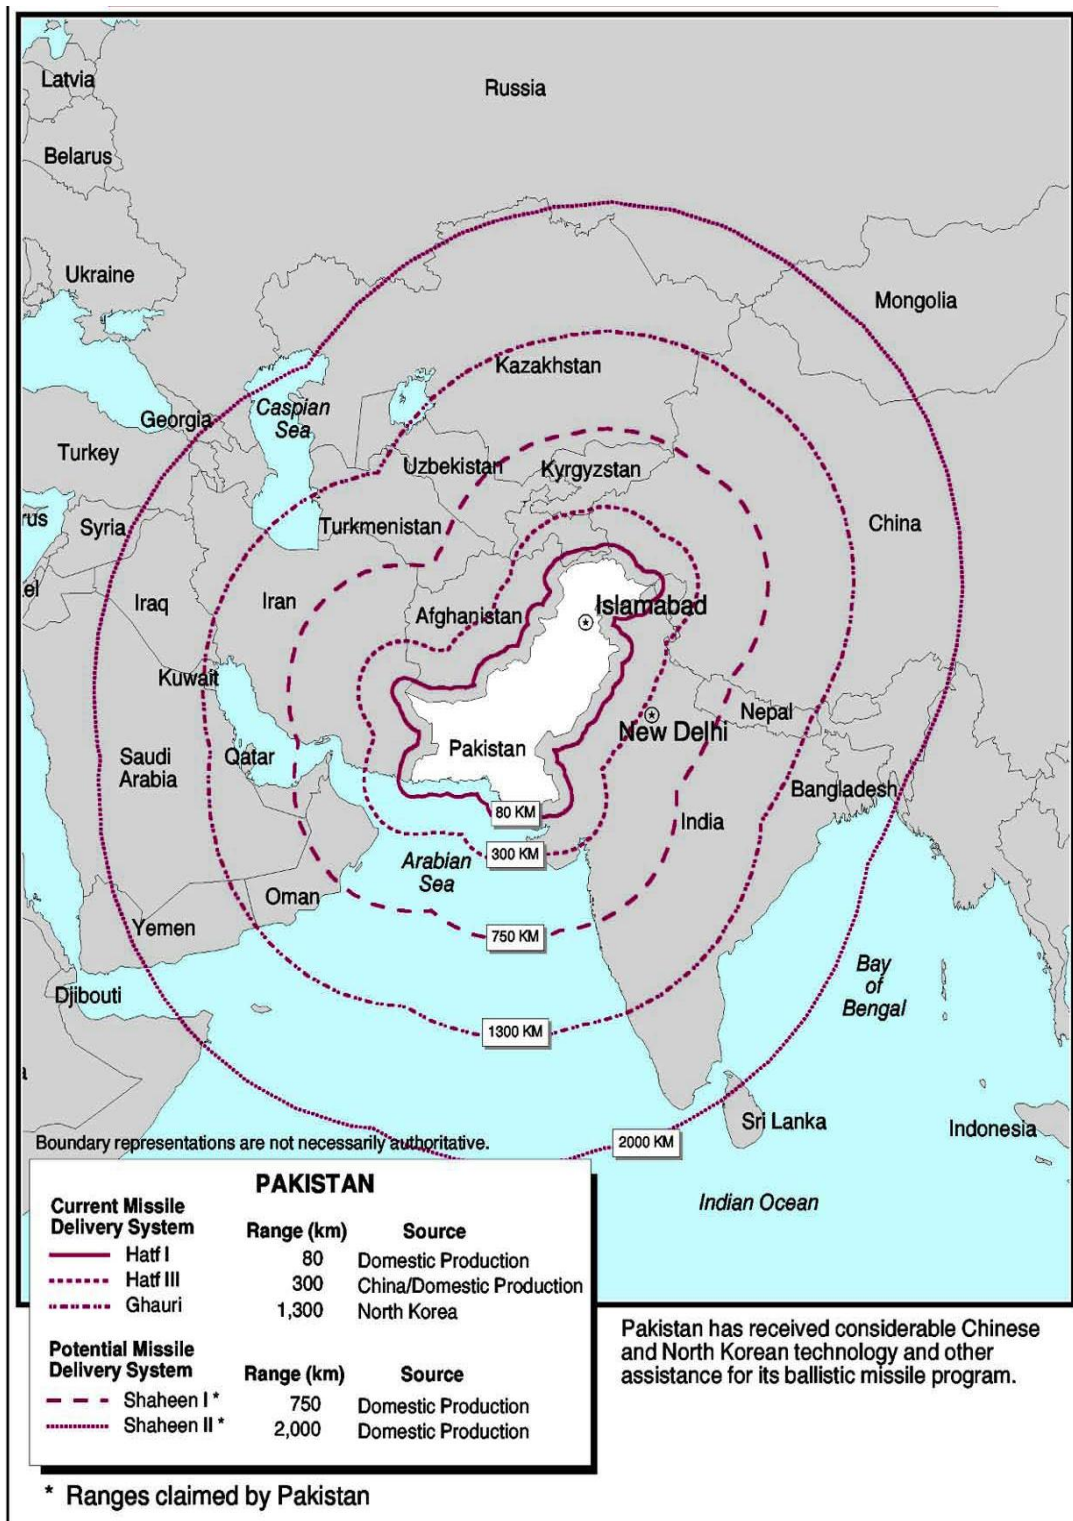 Latvia
Russia
Belarus
Ukraine
Mongolia
Kazakhstan
Georgia
Caspian
Sea
Turkey
Uzbekistan
Kyrgyzstan
rus
Syria
Turkmenistan
China
el
Iraq
Iran
Afghanistan
Islamabad
Kuwait
Nepal
New Delhi
Saudi
Arabia
Qatar
Pakistan
Bangladesh
80 KM
India
300 KM
Arabian
Sea
Oman
Yemen
750 KM
Bay
of
Bengal
Djibouti
1300 KM
a
Sri Lanka
Indonesia
2000 KM
Boundary representations are not necessarily authoritative.
Indian Ocean
PAKISTAN
Current Missile
Delivery System Range (km) Source
Hatf I 80 Domestic Production
Hatf III 300 China/Domestic Production
Ghauri 1,300 North Korea
Potential Missile
Delivery System Range (km) Source
Shaheen I * 750 Domestic Production
Shaheen II * 2,000 Domestic Production
Pakistan has received considerable Chinese
and North Korean technology and other
assistance for its ballistic missile program.
* Ranges claimed by Pakistan